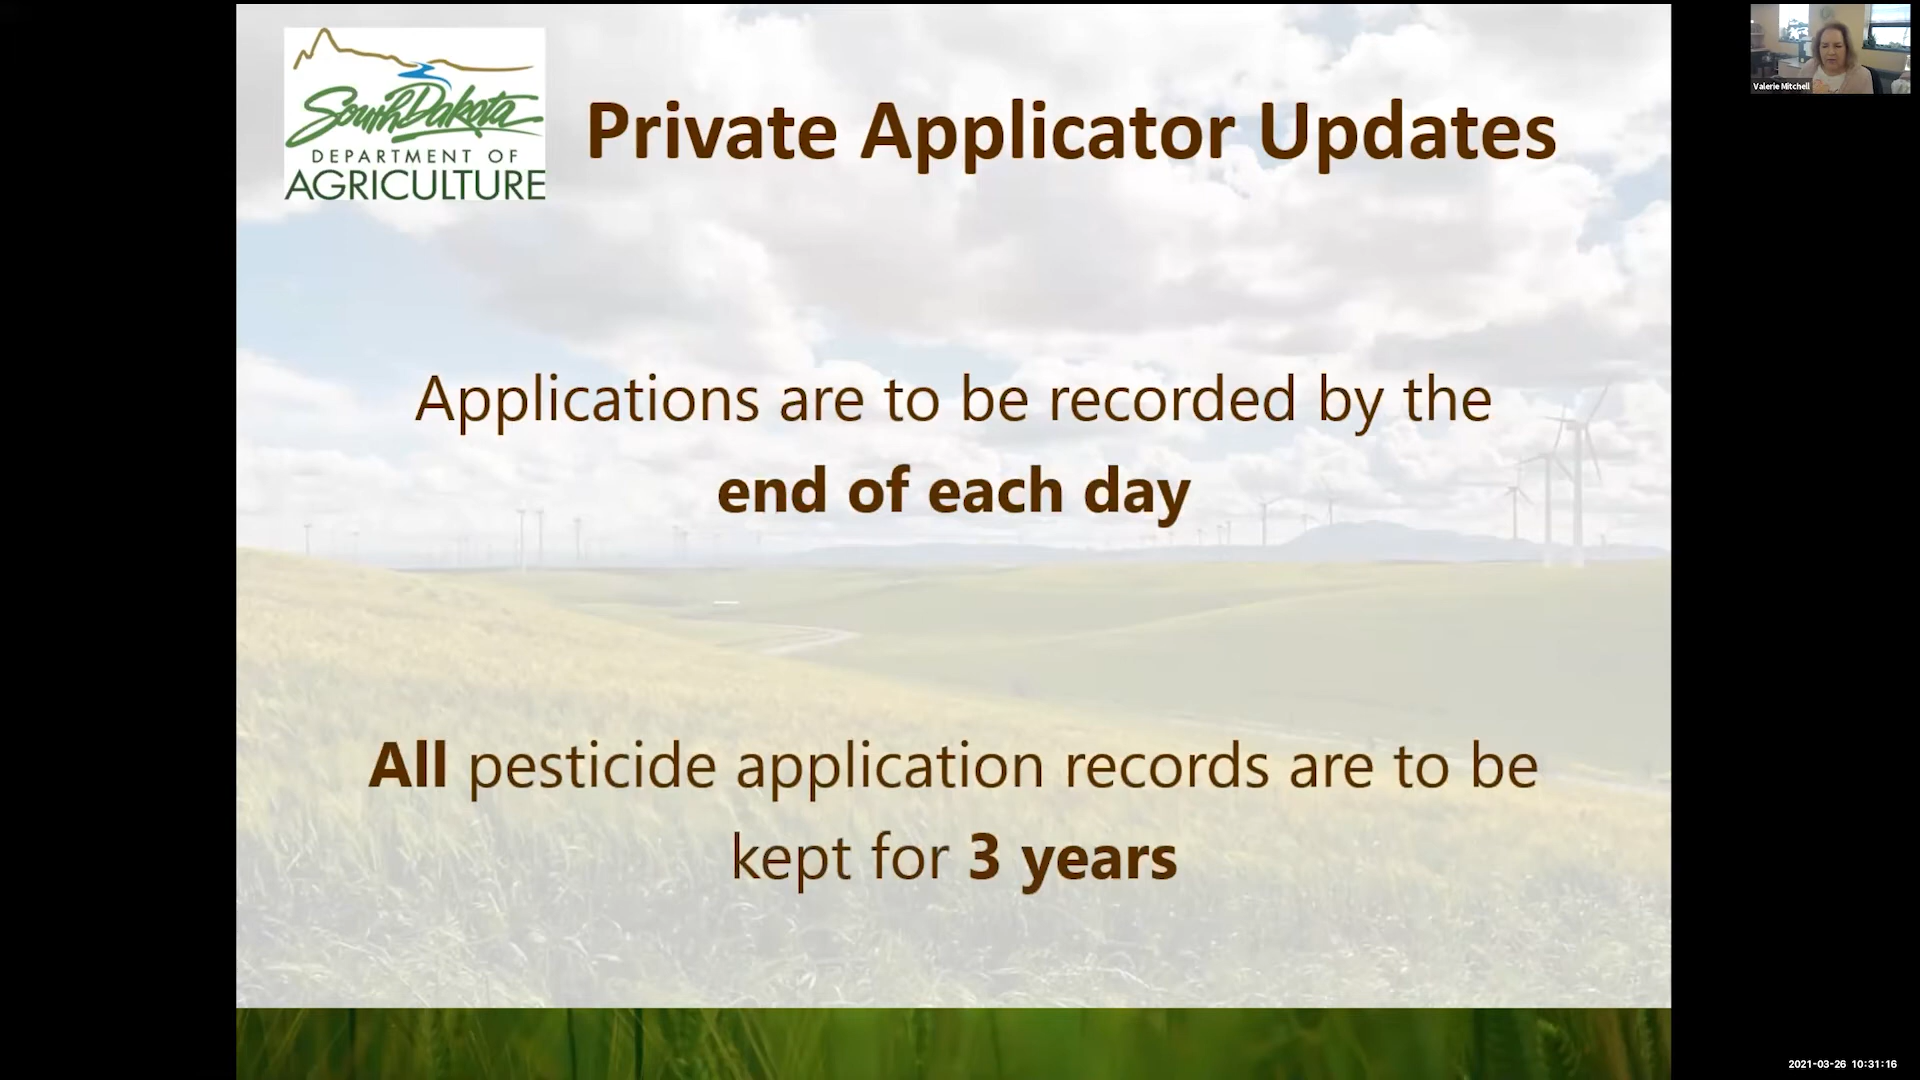 South Dakota
DEPARTMENT OF
AGRICULTURE
Private Applicator Updates
Valerie Mitchell
Applications are to be recorded by the
end of each day
All pesticide application records are to be
kept for 3 years
2021-03-26 10:31:16